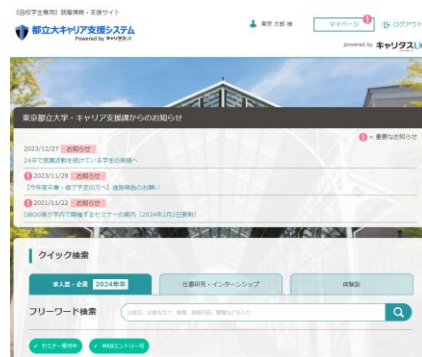 【自校学生専用】就職情報・支援サイト
都立大キャリア支援システム
Powered by キャリタスUC
東京 太郎 様
マイページ
ログアウト
powered by キャリタスUC
東京都立大学・キャリア支援課からのお知らせ
= 重要なお知らせ
2023/12/27 お知らせ
24卒で就職活動を続けている学生の皆様へ
2023/11/28 お知らせ
【今年度卒業・修了予定の方へ】進路報告のお願い
2021/11/22 お知らせ
OBOG等が学内で開催するセミナーの案内（2024年2月2日更新）
クイック検索
求人票・企業 2024年卒
仕事研究・インターンシップ
体験談
フリーワード検索
セミナー受付中
WEBエントリー可